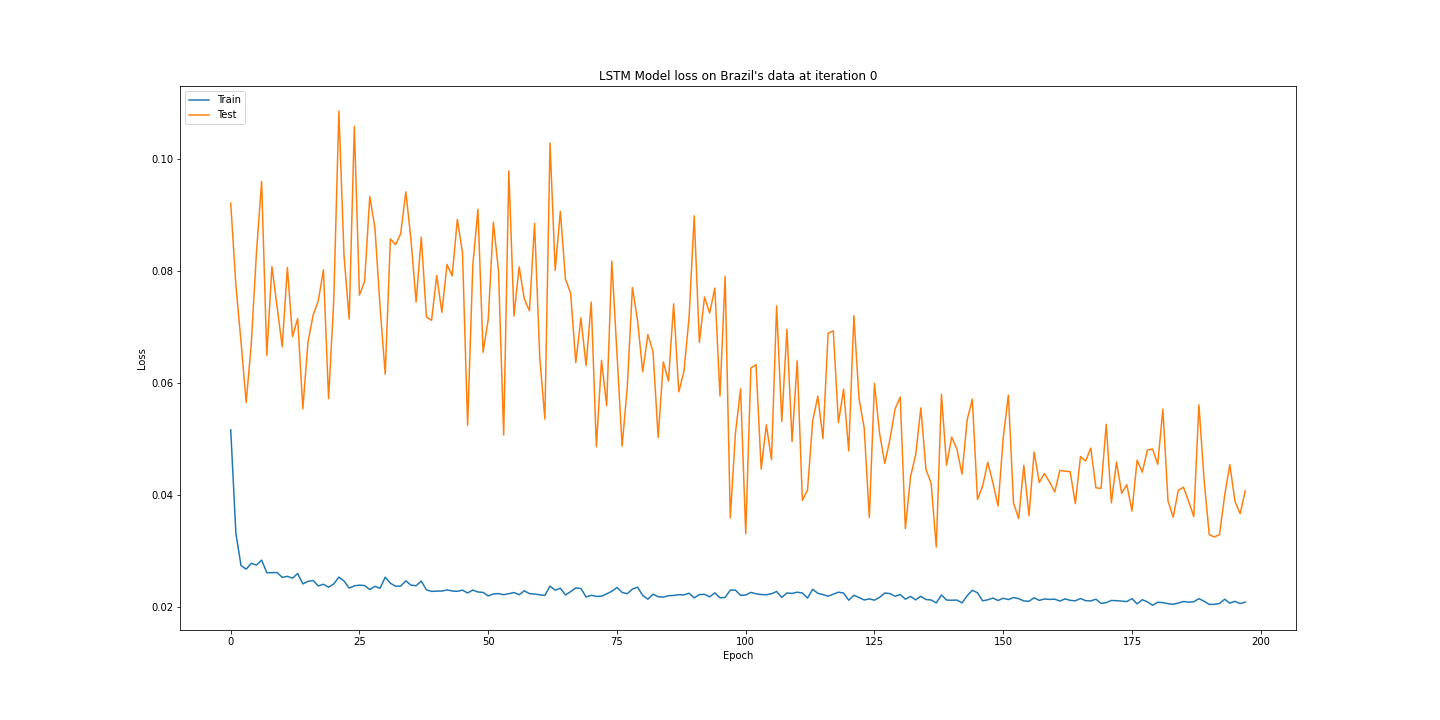 LSTM Model loss on Brazil's data at iteration 0
Train
Test
0.10
0.08
0.06
0.04
0.02
Loss
0 25 50 75 100 125 150 175 200
Epoch